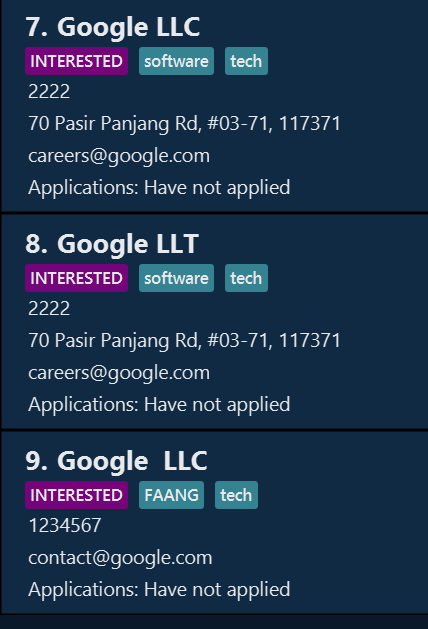 7. Google LLC
INTERESTED software tech
2222
70 Pasir Panjang Rd, #03-71, 117371
careers@google.com
Applications: Have not applied
8. Google LLT
INTERESTED software tech
2222
70 Pasir Panjang Rd, #03-71, 117371
careers@google.com
Applications: Have not applied
9. Google  LLC
INTERESTED FAANG tech
1234567
contact@google.com
Applications: Have not applied